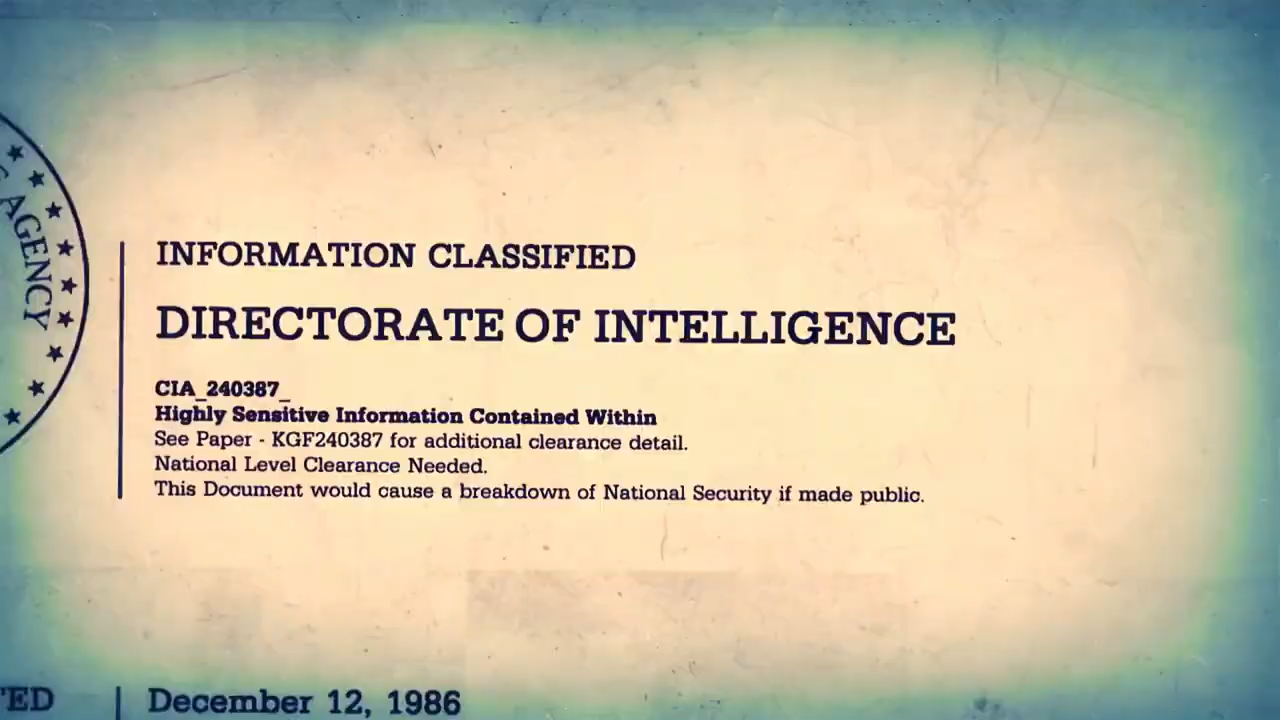 AGENCY
INFORMATION CLASSIFIED
DIRECTORATE OF INTELLIGENCE
CIA_240387_
Highly Sensitive Information Contained Within
See Paper - KGF240387 for additional clearance detail.
National Level Clearance Needed.
This Document would cause a breakdown of National Security if made public.
'ED | December 12, 1986